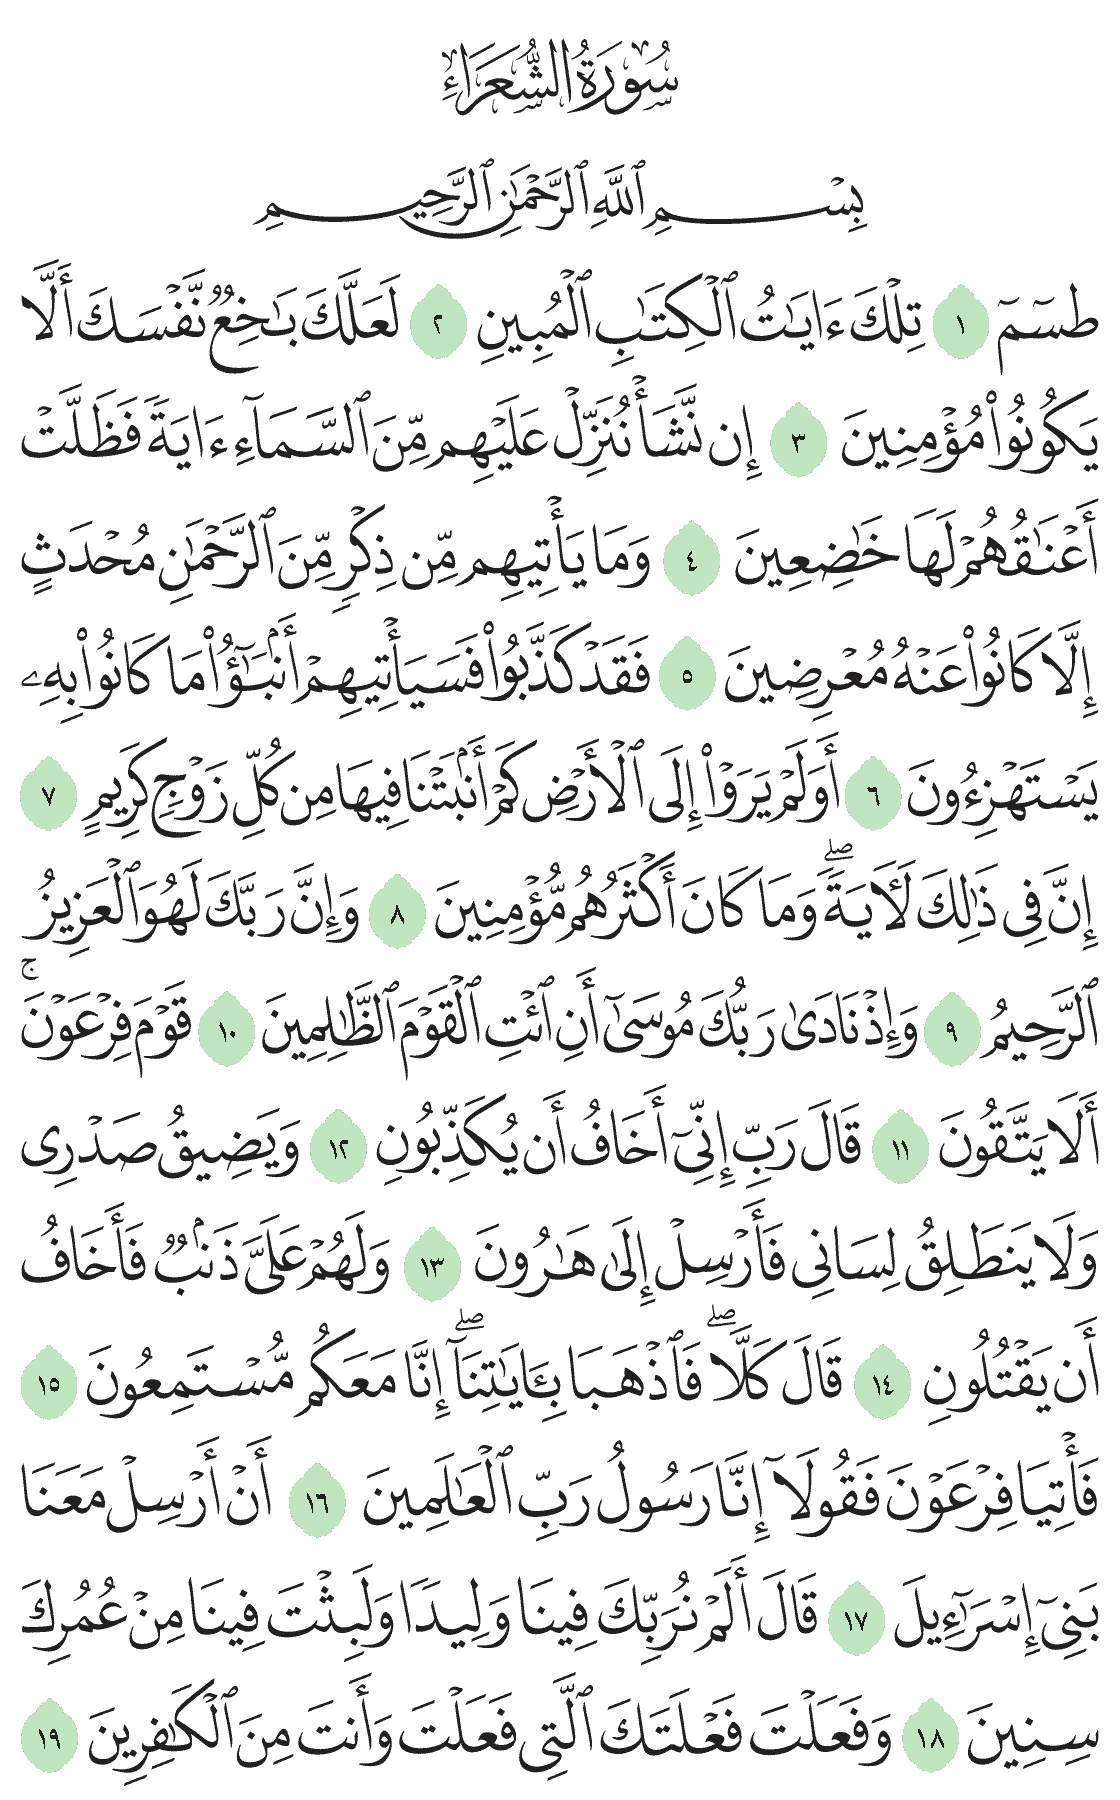 سُورَةُ الشُّعَرَاءِ
بِسْمِ ٱللَّهِ ٱلرَّحْمَٰنِ ٱلرَّحِيمِ
طسٓمٓ ١ تِلْكَ ءَايَٰتُ ٱلْكِتَٰبِ ٱلْمُبِينِ ٢ لَعَلَّكَ بَٰخِعٌ نَّفْسَكَ أَلَّا
يَكُونُوا۟ مُؤْمِنِينَ ٣ إِن نَّشَأْ نُنَزِّلْ عَلَيْهِم مِّنَ ٱلسَّمَآءِ ءَايَةً فَظَلَّتْ
أَعْنَٰقُهُمْ لَهَا خَٰضِعِينَ ٤ وَمَا يَأْتِيهِم مِّن ذِكْرٍ مِّنَ ٱلرَّحْمَٰنِ مُحْدَثٍ
إِلَّا كَانُوا۟ عَنْهُ مُعْرِضِينَ ٥ فَقَدْ كَذَّبُوا۟ فَسَيَأْتِيهِمْ أَنۢبَٰٓؤُا۟ مَا كَانُوا۟ بِهِۦ
يَسْتَهْزِءُونَ ٦ أَوَلَمْ يَرَوْا۟ إِلَى ٱلْأَرْضِ كَمْ أَنۢبَتْنَا فِيهَا مِن كُلِّ زَوْجٍ كَرِيمٍ ٧
إِنَّ فِى ذَٰلِكَ لَـَٔايَةً ۖ وَمَا كَانَ أَكْثَرُهُم مُّؤْمِنِينَ ٨ وَإِنَّ رَبَّكَ لَهُوَ ٱلْعَزِيزُ
ٱلرَّحِيمُ ٩ وَإِذْ نَادَىٰ رَبُّكَ مُوسَىٰٓ أَنِ ٱئْتِ ٱلْقَوْمَ ٱلظَّٰلِمِينَ ١٠ قَوْمَ فِرْعَوْنَ ۚ
أَلَا يَتَّقُونَ ١١ قَالَ رَبِّ إِنِّىٓ أَخَافُ أَن يُكَذِّبُونِ ١٢ وَيَضِيقُ صَدْرِى
وَلَا يَنطَلِقُ لِسَانِى فَأَرْسِلْ إِلَىٰ هَٰرُونَ ١٣ وَلَهُمْ عَلَىَّ ذَنۢبٌ فَأَخَافُ
أَن يَقْتُلُونِ ١٤ قَالَ كَلَّا ۖ فَٱذْهَبَا بِـَٔايَٰتِنَآ ۖ إِنَّا مَعَكُم مُّسْتَمِعُونَ ١٥
فَأْتِيَا فِرْعَوْنَ فَقُولَآ إِنَّا رَسُولُ رَبِّ ٱلْعَٰلَمِينَ ١٦ أَنْ أَرْسِلْ مَعَنَا
بَنِىٓ إِسْرَٰٓءِيلَ ١٧ قَالَ أَلَمْ نُرَبِّكَ فِينَا وَلِيدًا وَلَبِثْتَ فِينَا مِنْ عُمُرِكَ
سِنِينَ ١٨ وَفَعَلْتَ فَعْلَتَكَ ٱلَّتِى فَعَلْتَ وَأَنتَ مِنَ ٱلْكَٰفِرِينَ ١٩